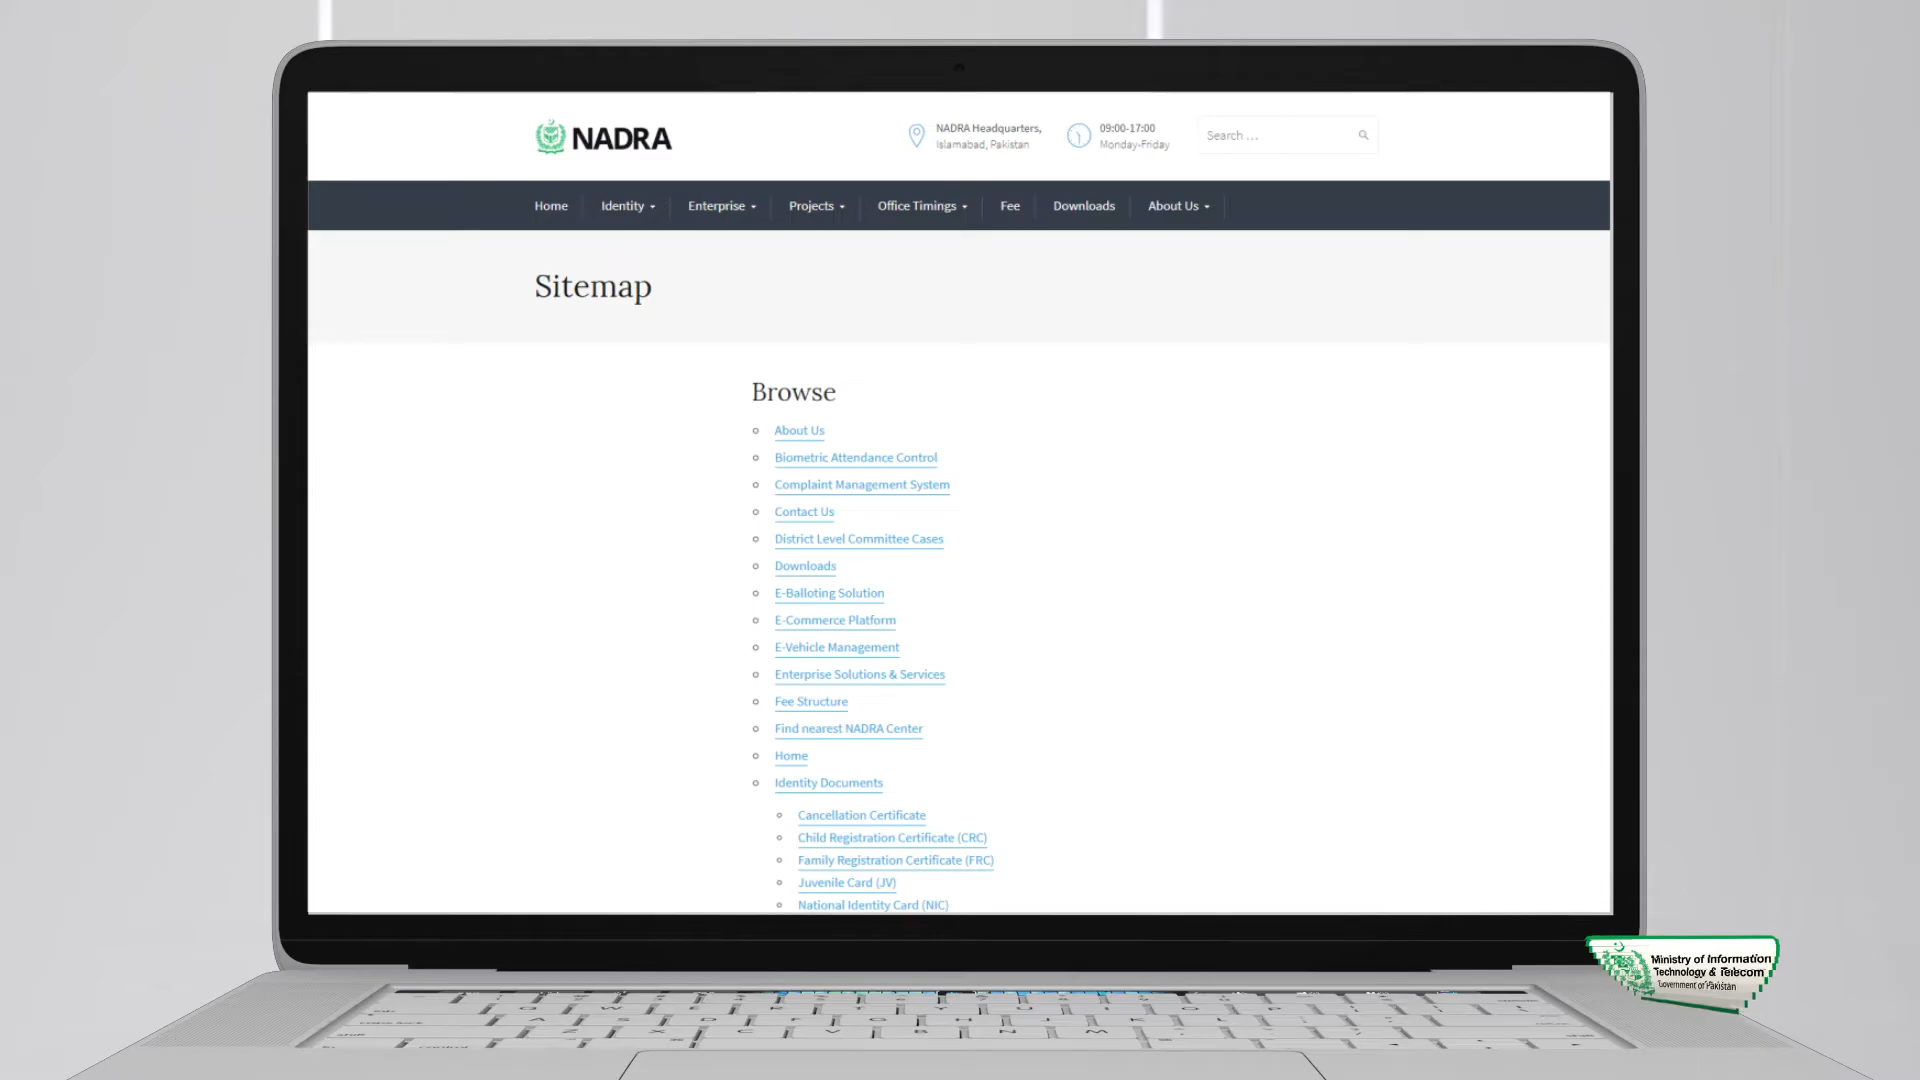 NADRA
NADRA Headquarters,
Islamabad, Pakistan
09:00-17:00
Monday-Friday
Search ...
Home
Identity
Enterprise
Projects
Office Timings
Fee
Downloads
About Us
Sitemap
Browse
About Us
Biometric Attendance Control
Complaint Management System
Contact Us
District Level Committee Cases
Downloads
E-Balloting Solution
E-Commerce Platform
E-Vehicle Management
Enterprise Solutions & Services
Fee Structure
Find nearest NADRA Center
Home
Identity Documents
Cancellation Certificate
Child Registration Certificate (CRC)
Family Registration Certificate (FRC)
Juvenile Card (JV)
National Identity Card (NIC)
Ministry of Information
Technology & Telecom
Government of Pakistan